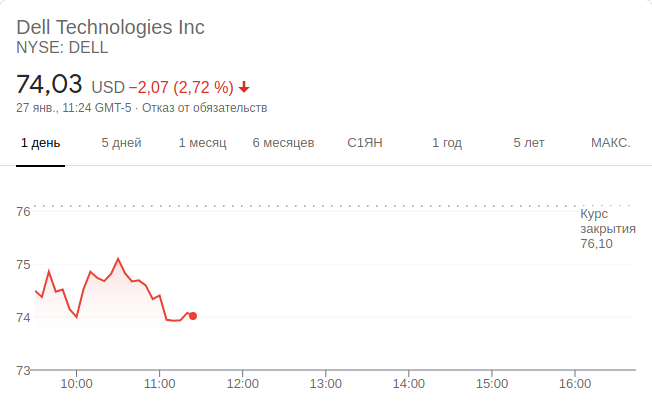 Dell Technologies Inc
NYSE: DELL
74,03 USD −2,07 (2,72 %)
27 янв., 11:24 GMT-5 · Отказ от обязательств
1 день 5 дней 1 месяц 6 месяцев С1ЯН 1 год 5 лет МАКС.
76
Курс
закрытия
76,10
75
74
73
10:00 11:00 12:00 13:00 14:00 15:00 16:00